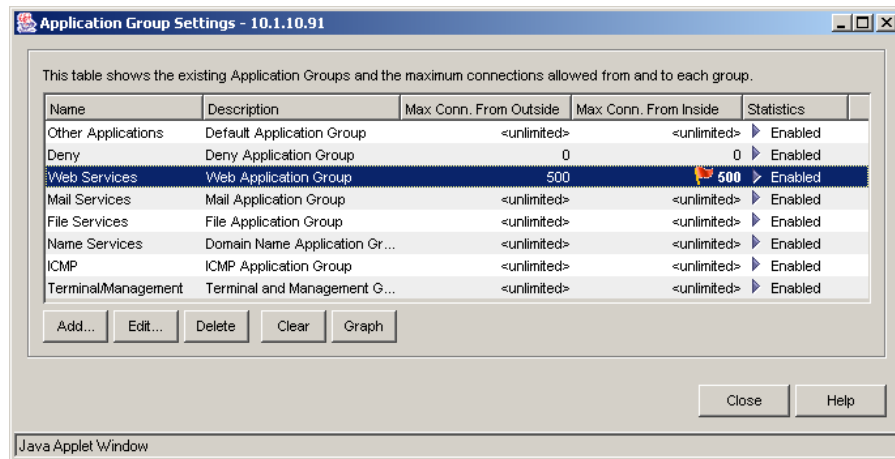 Application Group Settings - 10.1.10.91
This table shows the existing Application Groups and the maximum connections allowed from and to each group.
Name Description Max Conn. From Outside Max Conn. From Inside Statistics
Other Applications Default Application Group <unlimited> <unlimited> Enabled
Deny Deny Application Group 0 0 Enabled
Web Services Web Application Group 500 500 Enabled
Mail Services Mail Application Group <unlimited> <unlimited> Enabled
File Services File Application Group <unlimited> <unlimited> Enabled
Name Services Domain Name Application Gr... <unlimited> <unlimited> Enabled
ICMP ICMP Application Group <unlimited> <unlimited> Enabled
Terminal/Management Terminal and Management G... <unlimited> <unlimited> Enabled
Add... Edit... Delete Clear Graph
Close Help
Java Applet Window